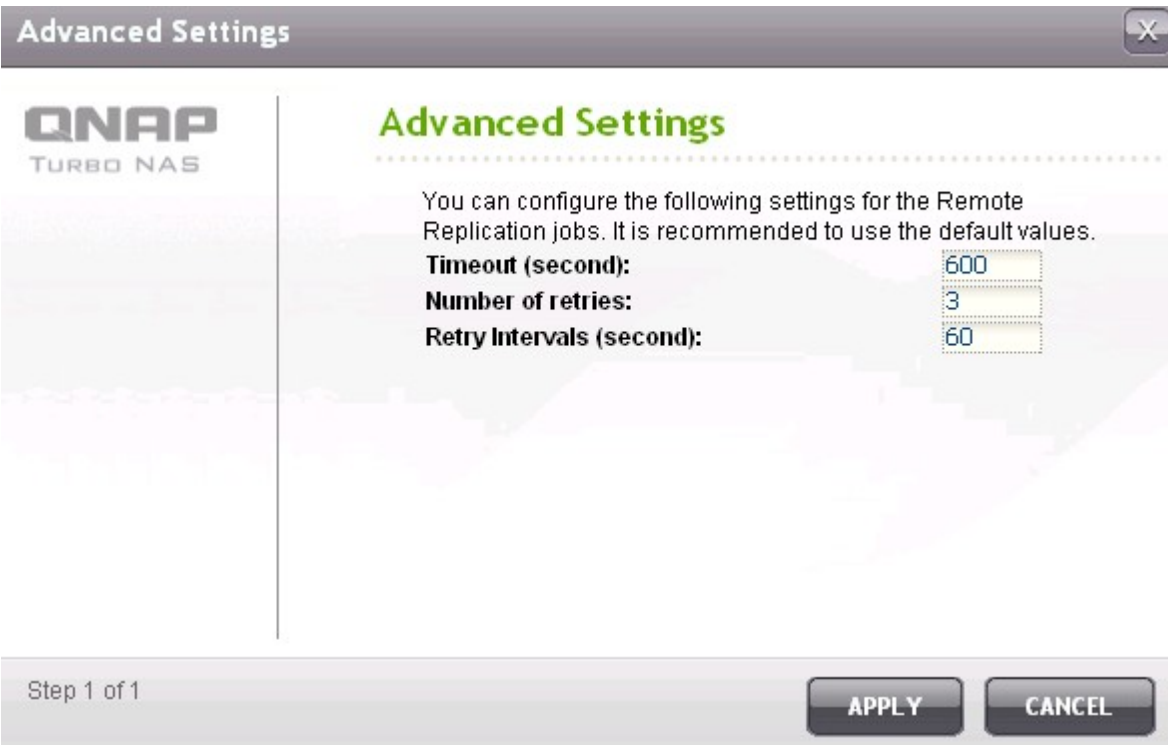 Advanced Settings
X
QNAP
TURBO NAS
Advanced Settings
You can configure the following settings for the Remote
Replication jobs. It is recommended to use the default values.
Timeout (second): 600
Number of retries: 3
Retry Intervals (second): 60
Step 1 of 1
APPLY CANCEL